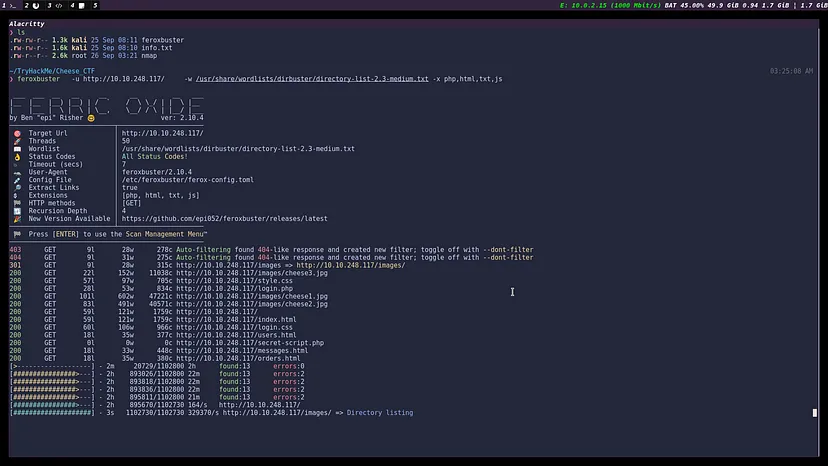 1 >_ 2 3 </> 4 5 E: 10.0.2.15 (1000 Mbit/s) BAT 45.00% 49.9 GiB 0.94 1.7 GiB | 1.7 GiB
Alacritty
❯ ls
.rw-rw-r-- 1.3k kali 25 Sep 08:11 feroxbuster
.rw-rw-r-- 1.6k kali 25 Sep 08:10 info.txt
.rw-r--r-- 2.6k root 26 Sep 03:21 nmap
~/TryHackMe/Cheese_CTF
❯ feroxbuster -u http://10.10.248.117/ -w /usr/share/wordlists/dirbuster/directory-list-2.3-medium.txt -x php,html,txt,js 03:25:08 AM
FERRIC OXIDE
by Ben "epi" Risher 🤓 ver: 2.10.4
🎯 Target Url │ http://10.10.248.117/
🚀 Threads │ 50
📖 Wordlist │ /usr/share/wordlists/dirbuster/directory-list-2.3-medium.txt
👌 Status Codes │ All Status Codes!
Timeout (secs) │ 7
User-Agent │ feroxbuster/2.10.4
💉 Config File │ /etc/feroxbuster/ferox-config.toml
🔎 Extract Links │ true
💲 Extensions │ [php, html, txt, js]
🏁 HTTP methods │ [GET]
🔃 Recursion Depth │ 4
🎉 New Version Available │ https://github.com/epi052/feroxbuster/releases/latest
🏁 Press [ENTER] to use the Scan Management Menu™
403 GET 9l 28w 278c Auto-filtering found 404-like response and created new filter; toggle off with --dont-filter
404 GET 9l 31w 275c Auto-filtering found 404-like response and created new filter; toggle off with --dont-filter
301 GET 9l 28w 315c http://10.10.248.117/images => http://10.10.248.117/images/
200 GET 22l 152w 11038c http://10.10.248.117/images/cheese3.jpg
200 GET 57l 97w 705c http://10.10.248.117/style.css
200 GET 28l 53w 834c http://10.10.248.117/login.php
200 GET 101l 602w 47221c http://10.10.248.117/images/cheese1.jpg
200 GET 83l 491w 40571c http://10.10.248.117/images/cheese2.jpg
200 GET 59l 121w 1759c http://10.10.248.117/
200 GET 59l 121w 1759c http://10.10.248.117/index.html
200 GET 60l 106w 966c http://10.10.248.117/login.css
200 GET 18l 35w 377c http://10.10.248.117/users.html
200 GET 0l 0w 0c http://10.10.248.117/secret-script.php
200 GET 18l 33w 448c http://10.10.248.117/messages.html
200 GET 18l 35w 380c http://10.10.248.117/orders.html
[>-------------------] - 2m 20729/1102800 2h found:13 errors:0
[################>---] - 2h 893026/1102800 22m found:13 errors:2
[################>---] - 2h 893818/1102800 22m found:13 errors:2
[################>---] - 2h 893836/1102800 22m found:13 errors:2
[################>---] - 2h 895811/1102800 21m found:13 errors:2
[################>---] - 2h 895670/1102730 164/s http://10.10.248.117/
[####################] - 3s 1102730/1102730 329370/s http://10.10.248.117/images/ => Directory listing